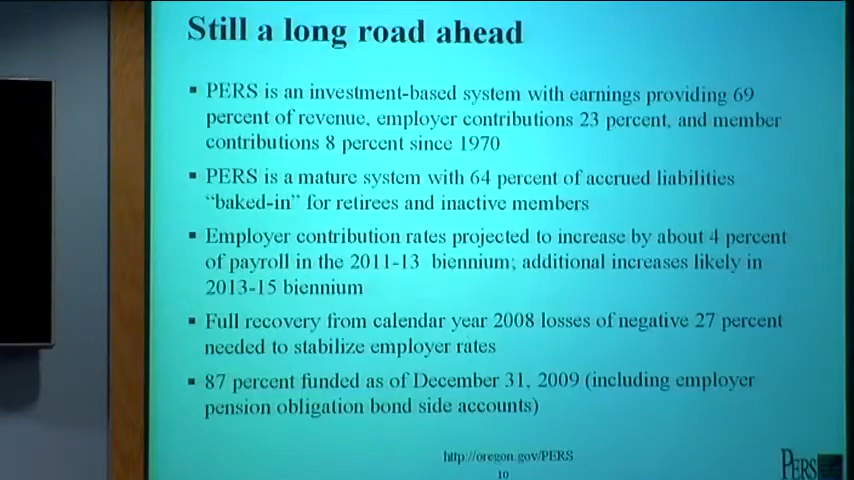 Still a long road ahead
PERS is an investment-based system with earnings providing 69
percent of revenue, employer contributions 23 percent, and member
contributions 8 percent since 1970
PERS is a mature system with 64 percent of accrued liabilities
“baked-in” for retirees and inactive members
Employer contribution rates projected to increase by about 4 percent
of payroll in the 2011-13 biennium; additional increases likely in
2013-15 biennium
Full recovery from calendar year 2008 losses of negative 27 percent
needed to stabilize employer rates
87 percent funded as of December 31, 2009 (including employer
pension obligation bond side accounts)
http://oregon.gov/PERS
10
PERS